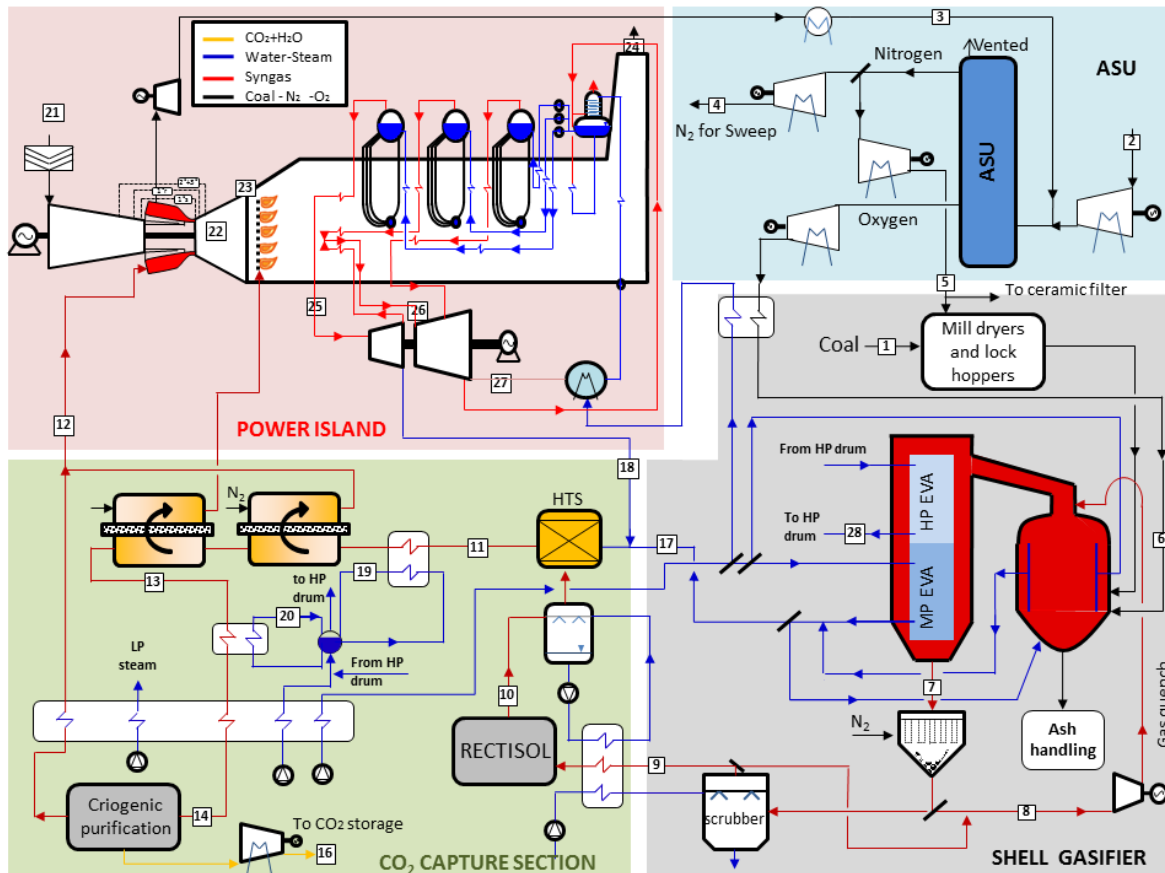 CO₂+H₂O
Water-Steam
Syngas
Coal - N₂ -O₂
21
22
23
24
25
26
27
POWER ISLAND
3
Nitrogen
Vented
ASU
4
N₂ for Sweep
2
ASU
Oxygen
5
To ceramic filter
Coal
1
Mill dryers
and lock
hoppers
12
18
From HP drum
HP EVA
To HP
drum
28
MP EVA
6
17
N₂
HTS
11
13
19
to HP
drum
20
From HP
drum
LP
steam
10
RECTISOL
9
7
N₂
Ash
handling
Gas quench
8
scrubber
Criogenic
purification
14
To CO₂ storage
16
CO₂ CAPTURE SECTION
SHELL GASIFIER